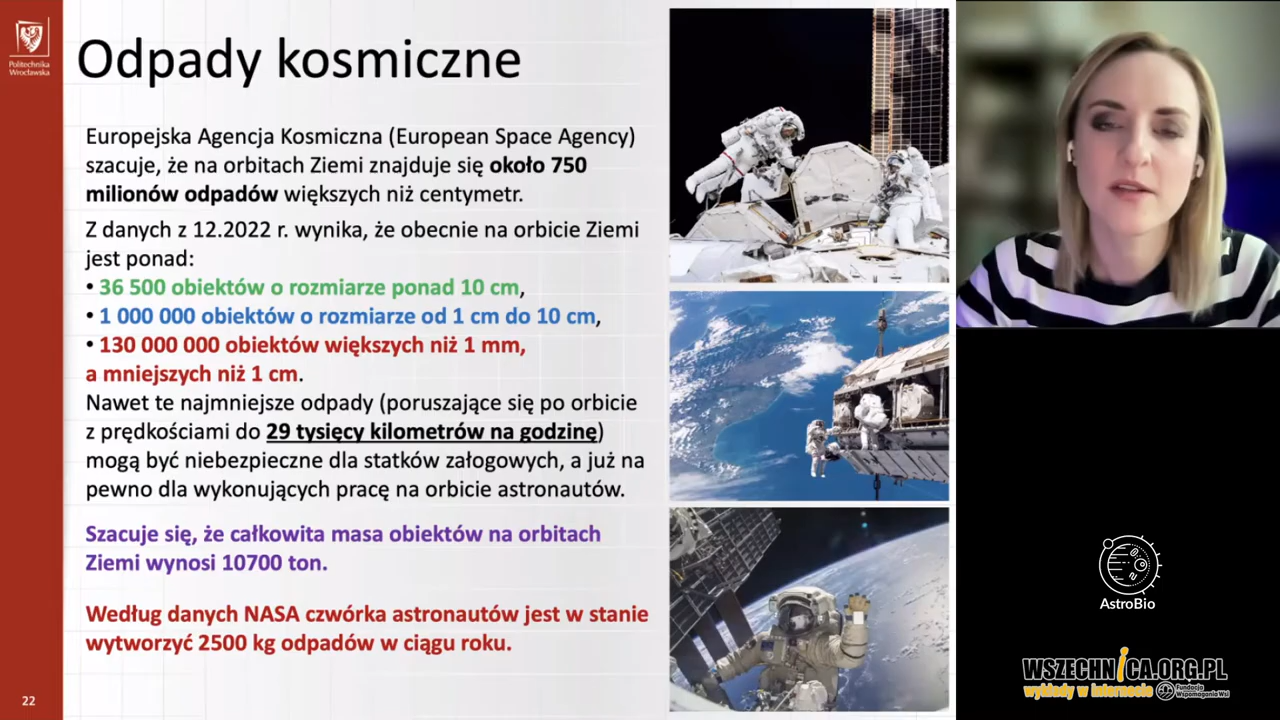 Politechnika
Wrocławska
Odpady kosmiczne
Europejska Agencja Kosmiczna (European Space Agency)
szacuje, że na orbitach Ziemi znajduje się około 750
milionów odpadów większych niż centymetr.
Z danych z 12.2022 r. wynika, że obecnie na orbicie Ziemi
jest ponad:
• 36 500 obiektów o rozmiarze ponad 10 cm,
• 1 000 000 obiektów o rozmiarze od 1 cm do 10 cm,
• 130 000 000 obiektów większych niż 1 mm,
a mniejszych niż 1 cm.
Nawet te najmniejsze odpady (poruszające się po orbicie
z prędkościami do 29 tysięcy kilometrów na godzinę)
mogą być niebezpieczne dla statków załogowych, a już na
pewno dla wykonujących pracę na orbicie astronautów.
Szacuje się, że całkowita masa obiektów na orbitach
Ziemi wynosi 10700 ton.
Według danych NASA czwórka astronautów jest w stanie
wytworzyć 2500 kg odpadów w ciągu roku.
22
AstroBio
WSZECHNICA.ORG.PL
wykłady w internecie
Fundacja
Wspomagania Wsi